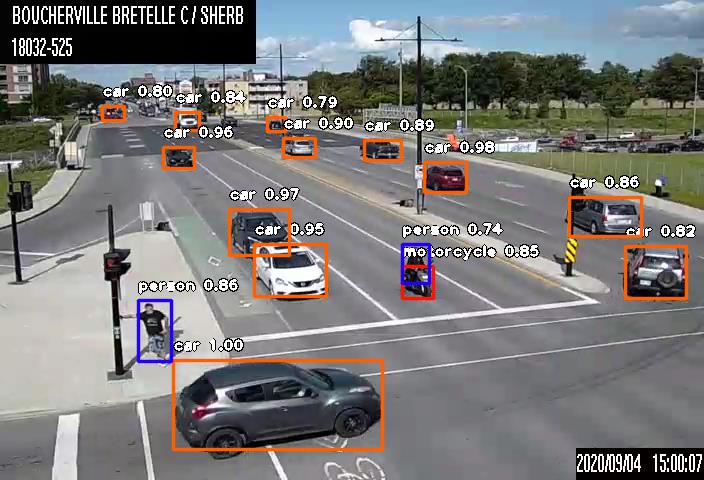 BOUCHERVILLE BRETELLE C / SHERB
18032-525
car 0.80
car 0.84
car 0.79
car 0.96
car 0.90
car 0.89
car 0.98
car 0.97
car 0.86
car 0.95
person 0.74
car 0.82
motorcycle 0.85
person 0.86
car 1.00
2020/09/04 15:00:07